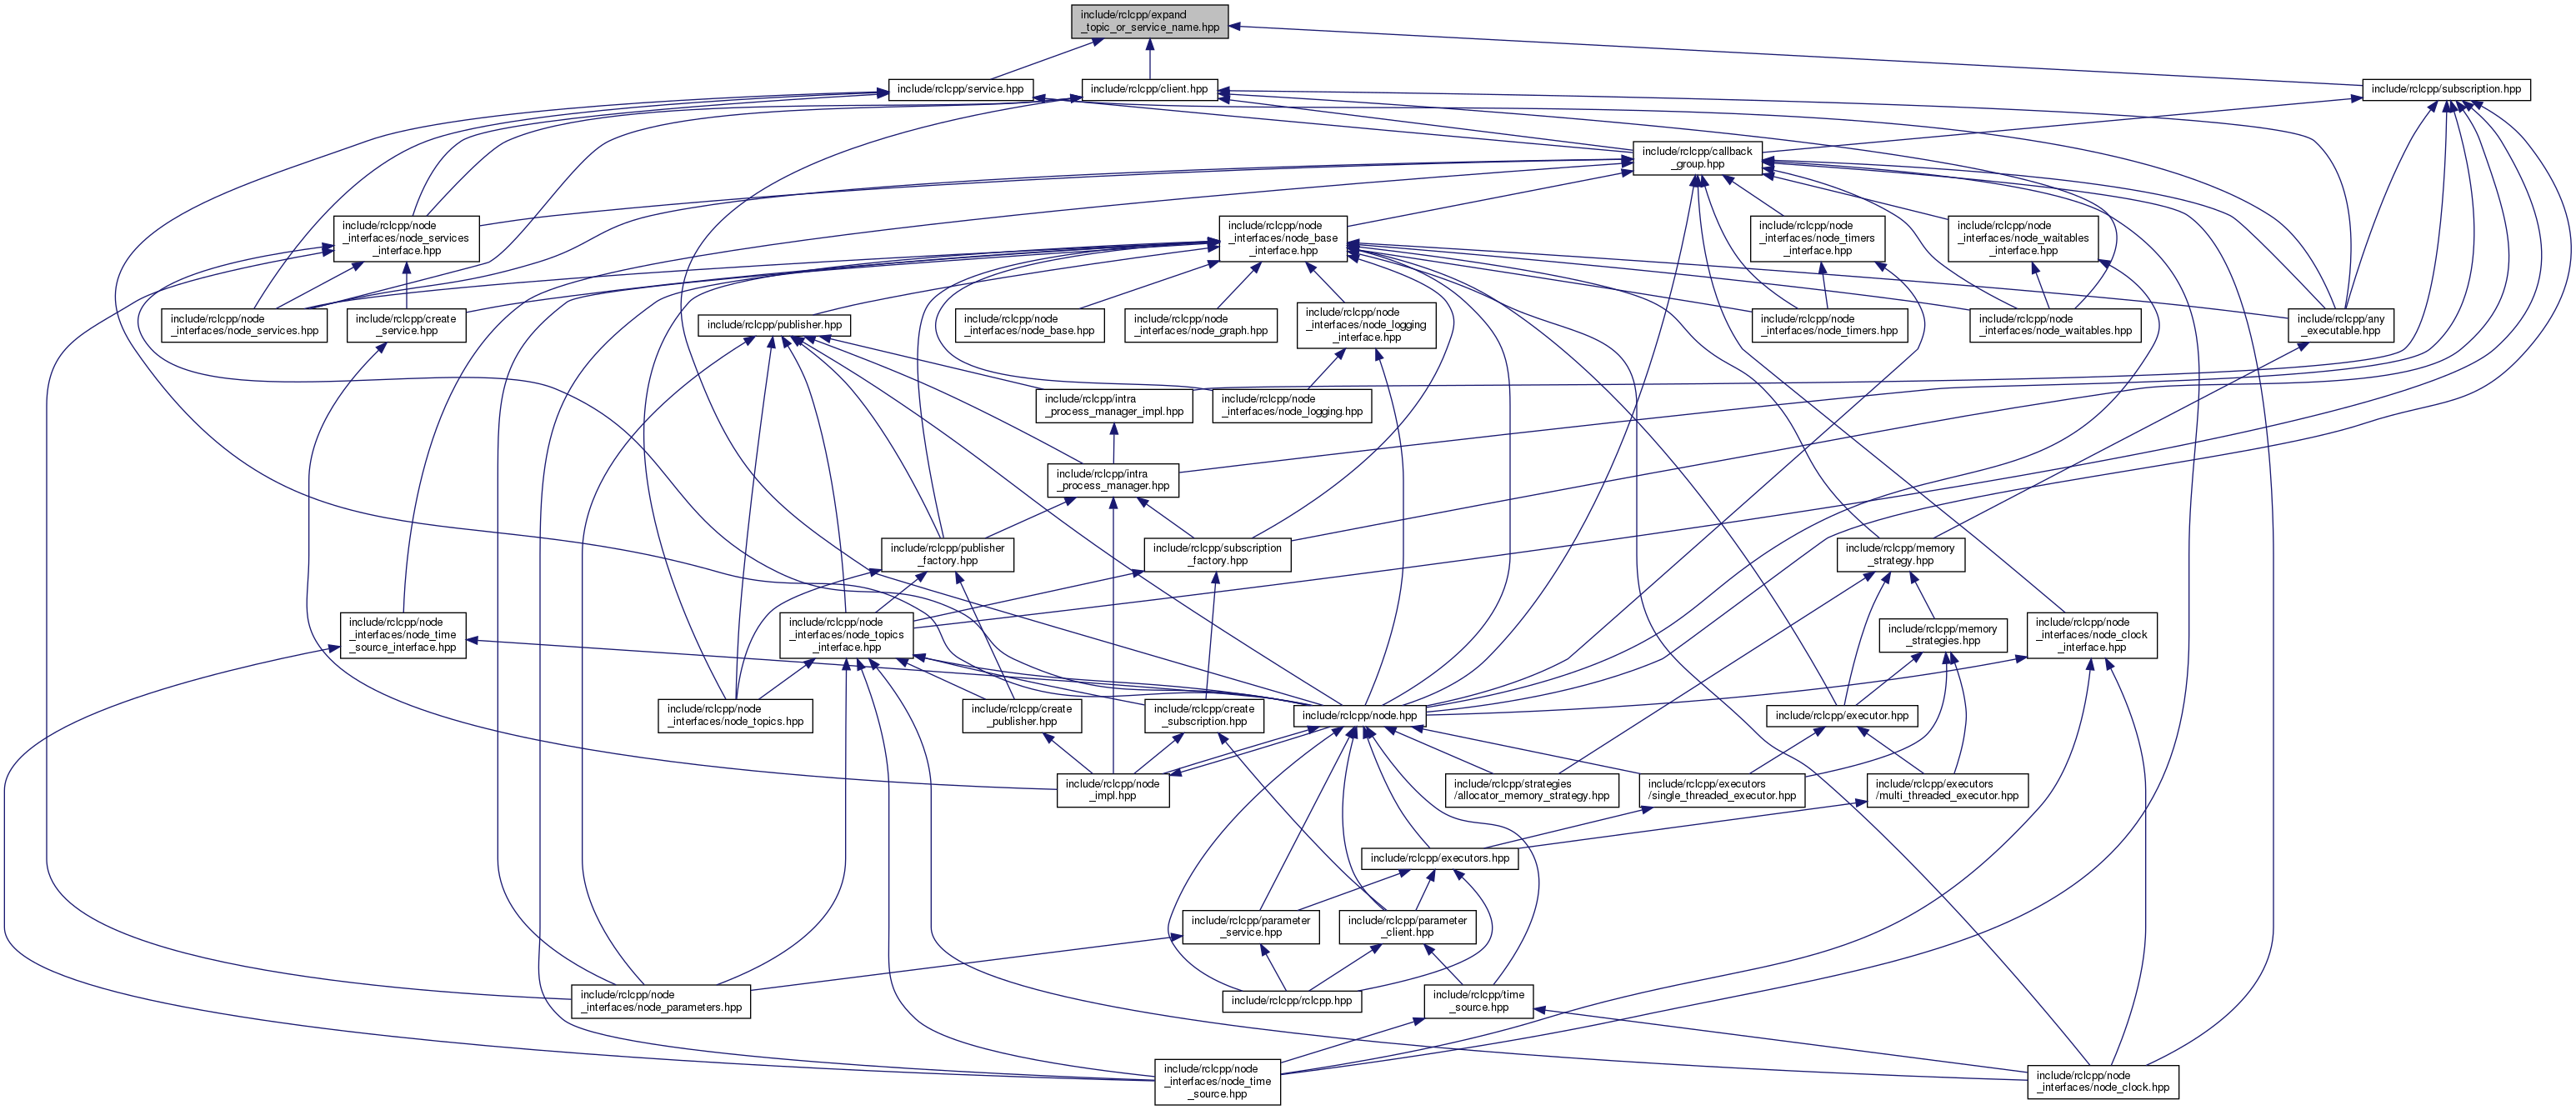 include/rclcpp/expand
_topic_or_service_name.hpp
include/rclcpp/service.hpp
include/rclcpp/client.hpp
include/rclcpp/subscription.hpp
include/rclcpp/callback
_group.hpp
include/rclcpp/node
_interfaces/node_services
_interface.hpp
include/rclcpp/node
_interfaces/node_base
_interface.hpp
include/rclcpp/node
_interfaces/node_timers
_interface.hpp
include/rclcpp/node
_interfaces/node_waitables
_interface.hpp
include/rclcpp/node
_interfaces/node_services.hpp
include/rclcpp/create
_service.hpp
include/rclcpp/publisher.hpp
include/rclcpp/node
_interfaces/node_base.hpp
include/rclcpp/node
_interfaces/node_graph.hpp
include/rclcpp/node
_interfaces/node_logging
_interface.hpp
include/rclcpp/node
_interfaces/node_timers.hpp
include/rclcpp/node
_interfaces/node_waitables.hpp
include/rclcpp/any
_executable.hpp
include/rclcpp/intra
_process_manager_impl.hpp
include/rclcpp/node
_interfaces/node_logging.hpp
include/rclcpp/intra
_process_manager.hpp
include/rclcpp/publisher
_factory.hpp
include/rclcpp/subscription
_factory.hpp
include/rclcpp/memory
_strategy.hpp
include/rclcpp/node
_interfaces/node_time
_source_interface.hpp
include/rclcpp/node
_interfaces/node_topics
_interface.hpp
include/rclcpp/memory
_strategies.hpp
include/rclcpp/node
_interfaces/node_clock
_interface.hpp
include/rclcpp/node
_interfaces/node_topics.hpp
include/rclcpp/create
_publisher.hpp
include/rclcpp/create
_subscription.hpp
include/rclcpp/node.hpp
include/rclcpp/executor.hpp
include/rclcpp/node
_impl.hpp
include/rclcpp/strategies
/allocator_memory_strategy.hpp
include/rclcpp/executors
/single_threaded_executor.hpp
include/rclcpp/executors
/multi_threaded_executor.hpp
include/rclcpp/executors.hpp
include/rclcpp/parameter
_service.hpp
include/rclcpp/parameter
_client.hpp
include/rclcpp/node
_interfaces/node_parameters.hpp
include/rclcpp/rclcpp.hpp
include/rclcpp/time
_source.hpp
include/rclcpp/node
_interfaces/node_time
_source.hpp
include/rclcpp/node
_interfaces/node_clock.hpp